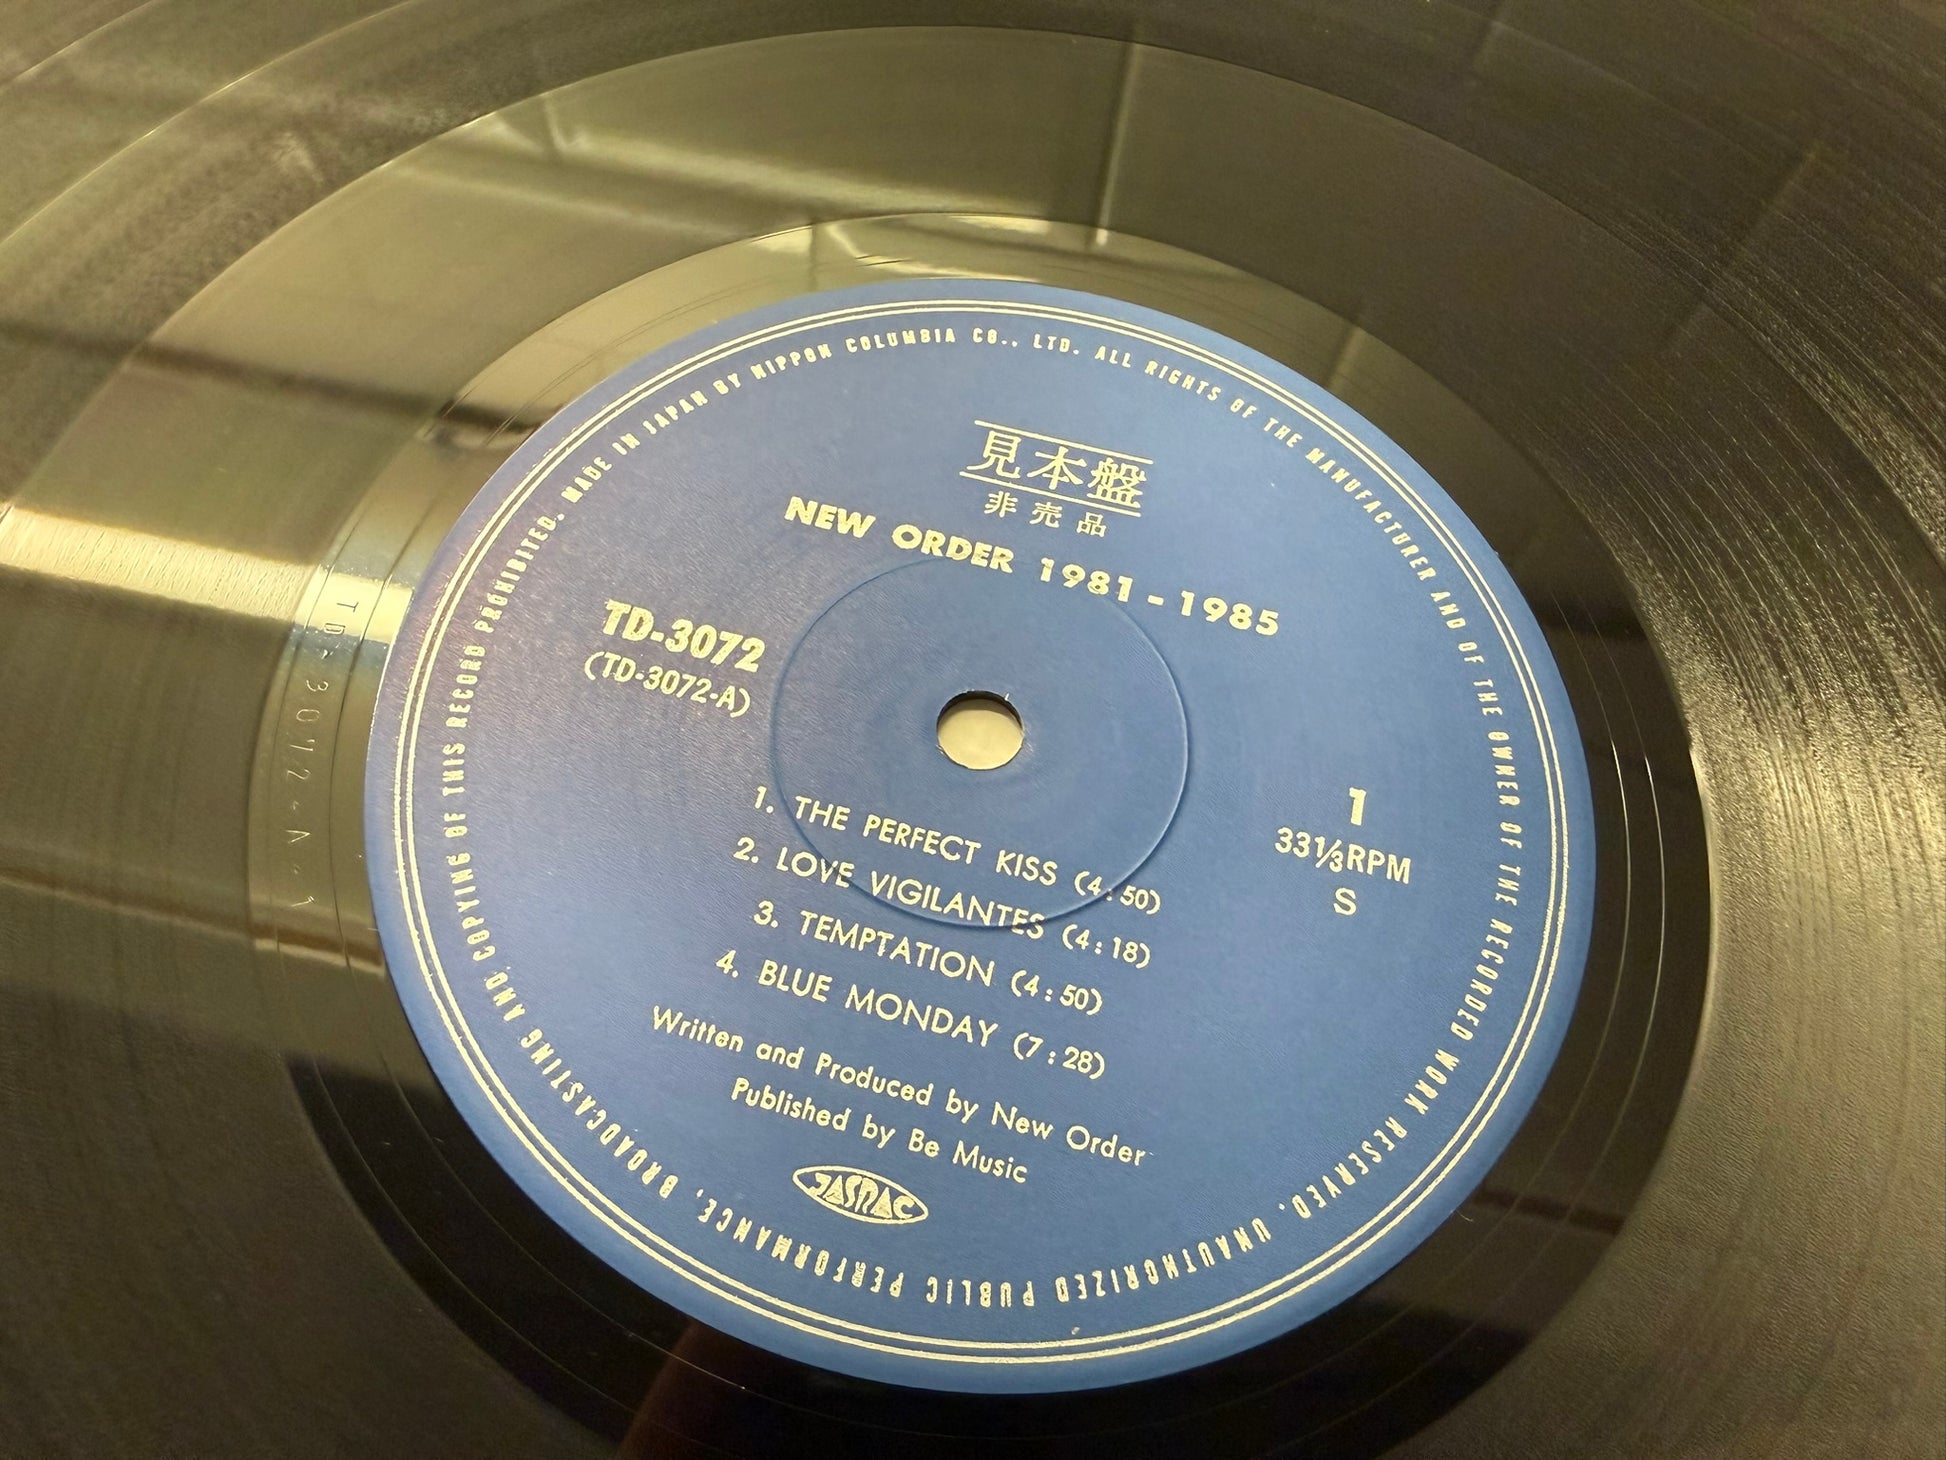 MADE IN JAPAN BY NIPPON COLUMBIA CO., LTD. ALL RIGHTS OF THE MANUFACTURER AND OF THE OWNER OF THE RECORDED WORK RESERVED. UNAUTHORIZED PUBLIC PERFORMANCE, BROADCASTING AND COPYING OF THIS RECORD PROHIBITED.
見本盤
非売品
NEW ORDER 1981-1985
TD-3072
(TD-3072-A)
1
33⅓RPM
S
1. THE PERFECT KISS (4:50)
2. LOVE VIGILANTES (4:18)
3. TEMPTATION (4:50)
4. BLUE MONDAY (7:28)
Written and Produced by New Order
Published by Be Music
JASRAC
TD-3072-A-1